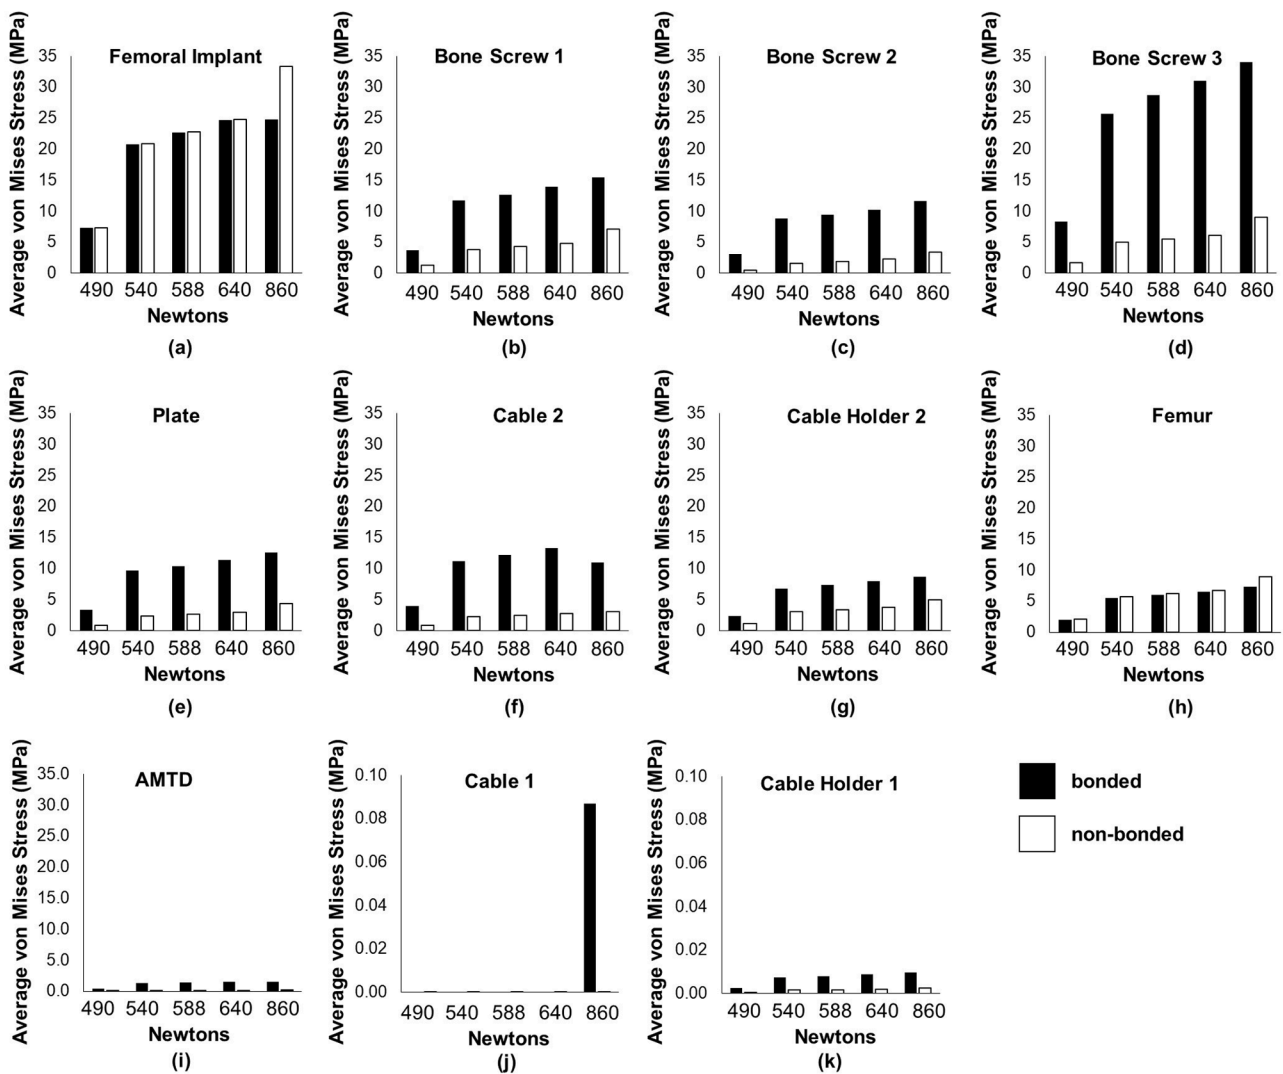 Average von Mises Stress (MPa)
Femoral Implant
35
30
25
20
15
10
5
0
490 540 588 640 860
Newtons
(a)
Average von Mises Stress (MPa)
Bone Screw 1
35
30
25
20
15
10
5
0
490 540 588 640 860
Newtons
(b)
Average von Mises Stress (MPa)
Bone Screw 2
35
30
25
20
15
10
5
0
490 540 588 640 860
Newtons
(c)
Average von Mises Stress (MPa)
Bone Screw 3
35
30
25
20
15
10
5
0
490 540 588 640 860
Newtons
(d)
Average von Mises Stress (MPa)
Plate
35
30
25
20
15
10
5
0
490 540 588 640 860
Newtons
(e)
Average von Mises Stress (MPa)
Cable 2
35
30
25
20
15
10
5
0
490 540 588 640 860
Newtons
(f)
Average von Mises Stress (MPa)
Cable Holder 2
35
30
25
20
15
10
5
0
490 540 588 640 860
Newtons
(g)
Average von Mises Stress (MPa)
Femur
35
30
25
20
15
10
5
0
490 540 588 640 860
Newtons
(h)
Average von Mises Stress (MPa)
AMTD
35.0
30.0
25.0
20.0
15.0
10.0
5.0
0.0
490 540 588 640 860
Newtons
(i)
Average von Mises Stress (MPa)
Cable 1
0.10
0.08
0.06
0.04
0.02
0.00
490 540 588 640 860
Newtons
(j)
Average von Mises Stress (MPa)
Cable Holder 1
0.10
0.08
0.06
0.04
0.02
0.00
490 540 588 640 860
Newtons
(k)
bonded
non-bonded